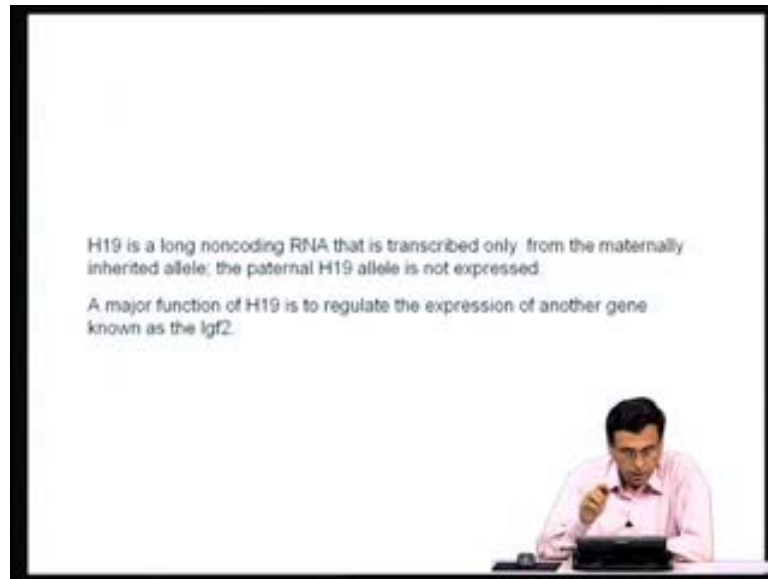 H19 is a long noncoding RNA that is transcribed only from the maternally
inherited allele; the paternal H19 allele is not expressed.
A major function of H19 is to regulate the expression of another gene
known as the Igf2.